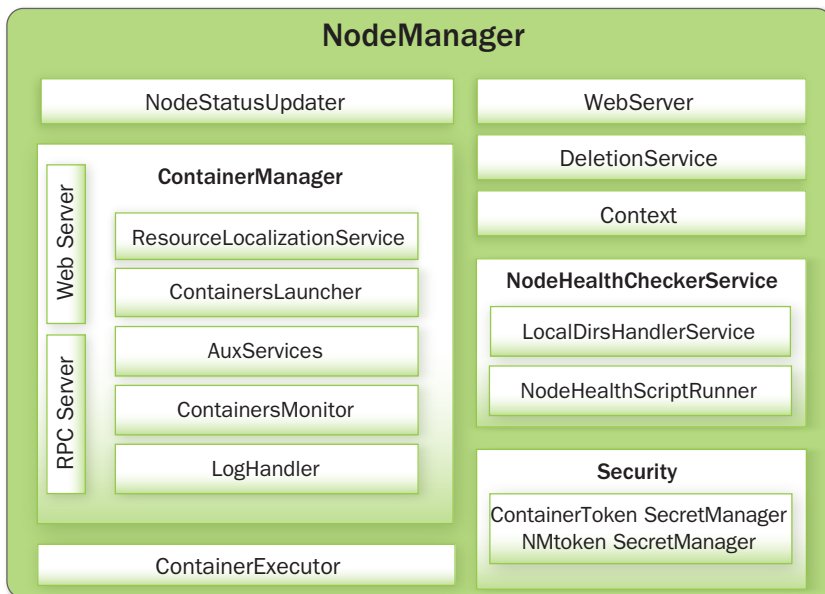 NodeManager
NodeStatusUpdater
ContainerManager
Web Server
RPC Server
ResourceLocalizationService
ContainersLauncher
AuxServices
ContainersMonitor
LogHandler
ContainerExecutor
WebServer
DeletionService
Context
NodeHealthCheckerService
LocalDirsHandlerService
NodeHealthScriptRunner
Security
ContainerToken SecretManager
NMtoken SecretManager